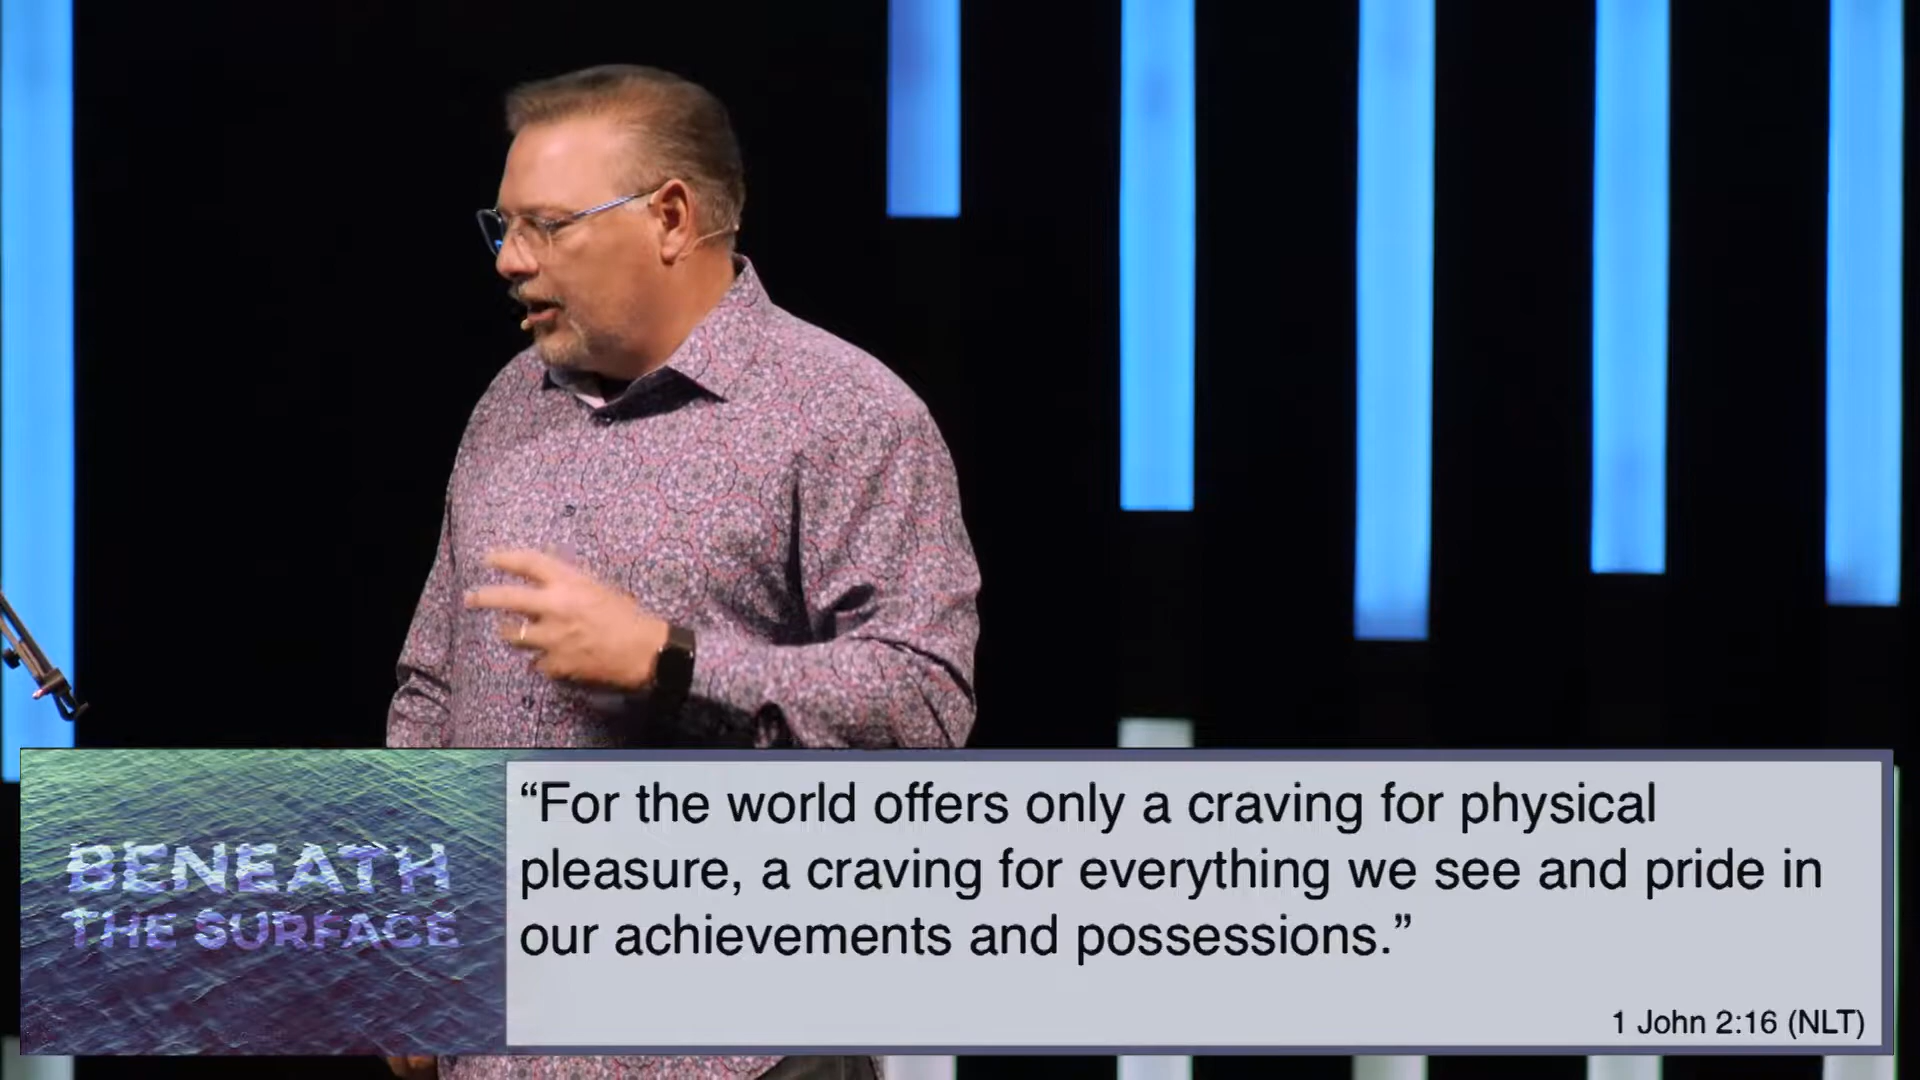 BENEATH
THE SURFACE
“For the world offers only a craving for physical
pleasure, a craving for everything we see and pride in
our achievements and possessions.”
1 John 2:16 (NLT)